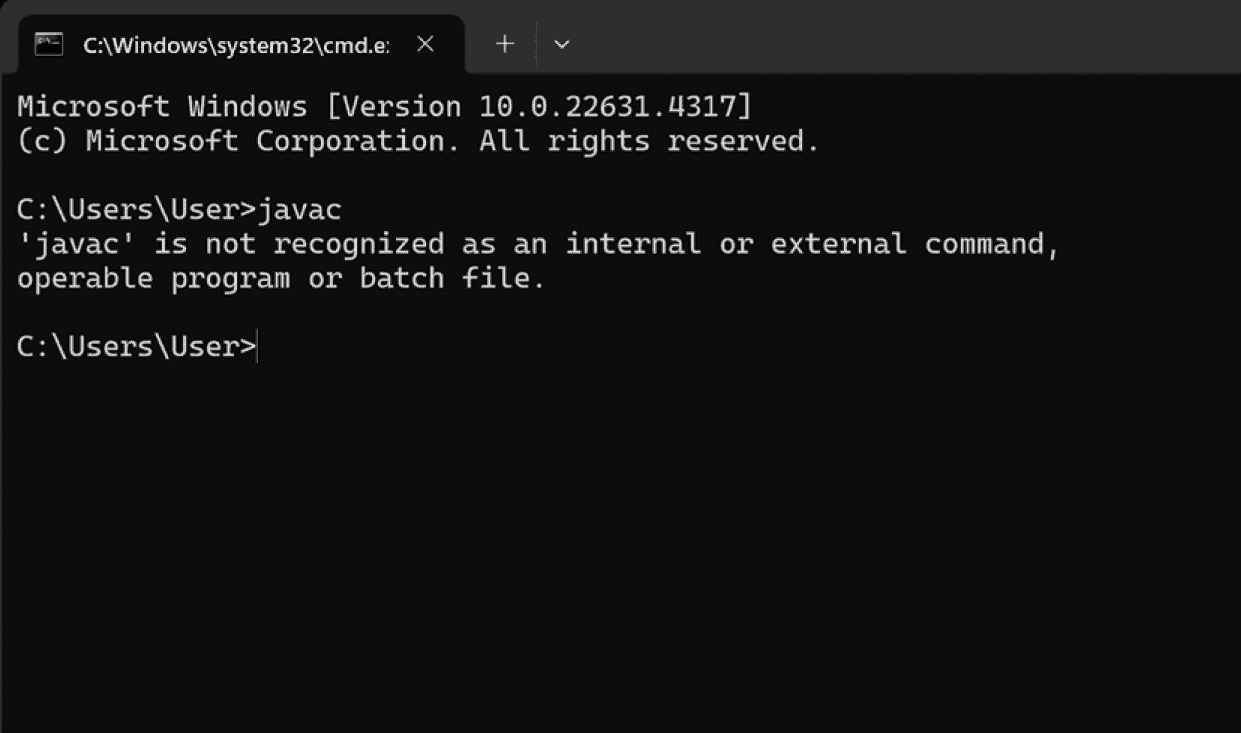 C:\Windows\system32\cmd.e:
Microsoft Windows [Version 10.0.22631.4317]
(c) Microsoft Corporation. All rights reserved.
C:\Users\User>javac
'javac' is not recognized as an internal or external command,
operable program or batch file.
C:\Users\User>